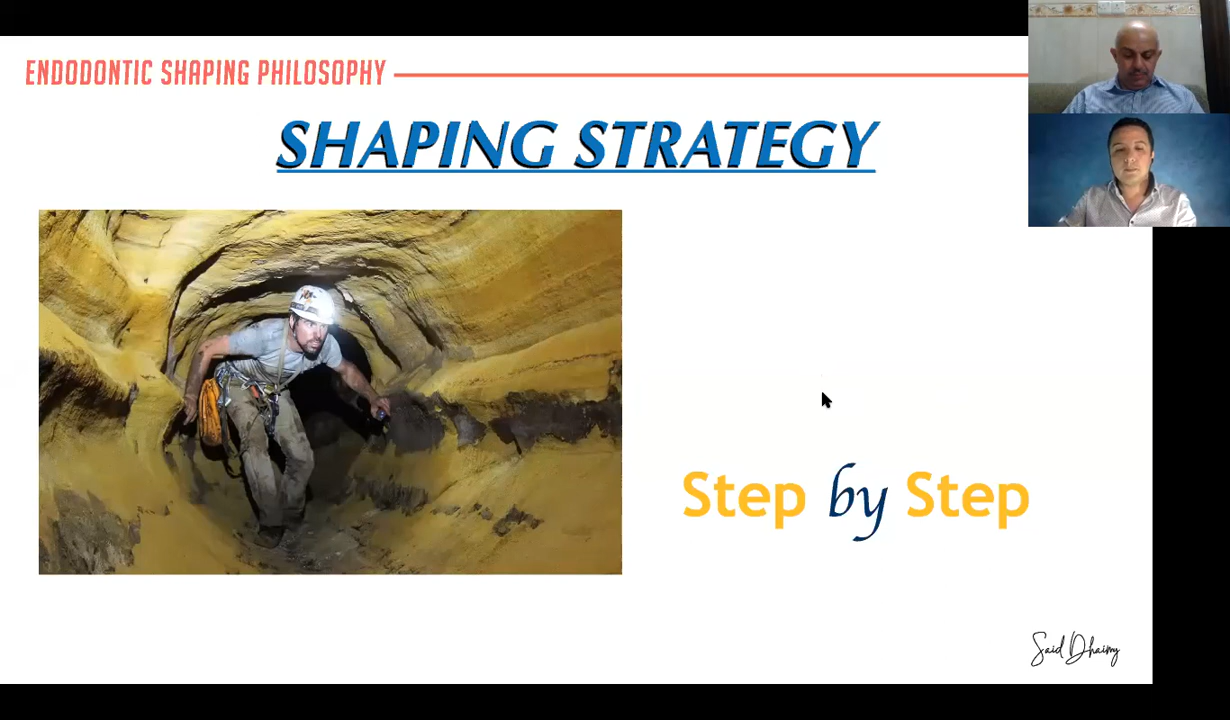 ENDODONTIC SHAPING PHILOSOPHY
SHAPING STRATEGY
Step by Step
Said Dhaimy